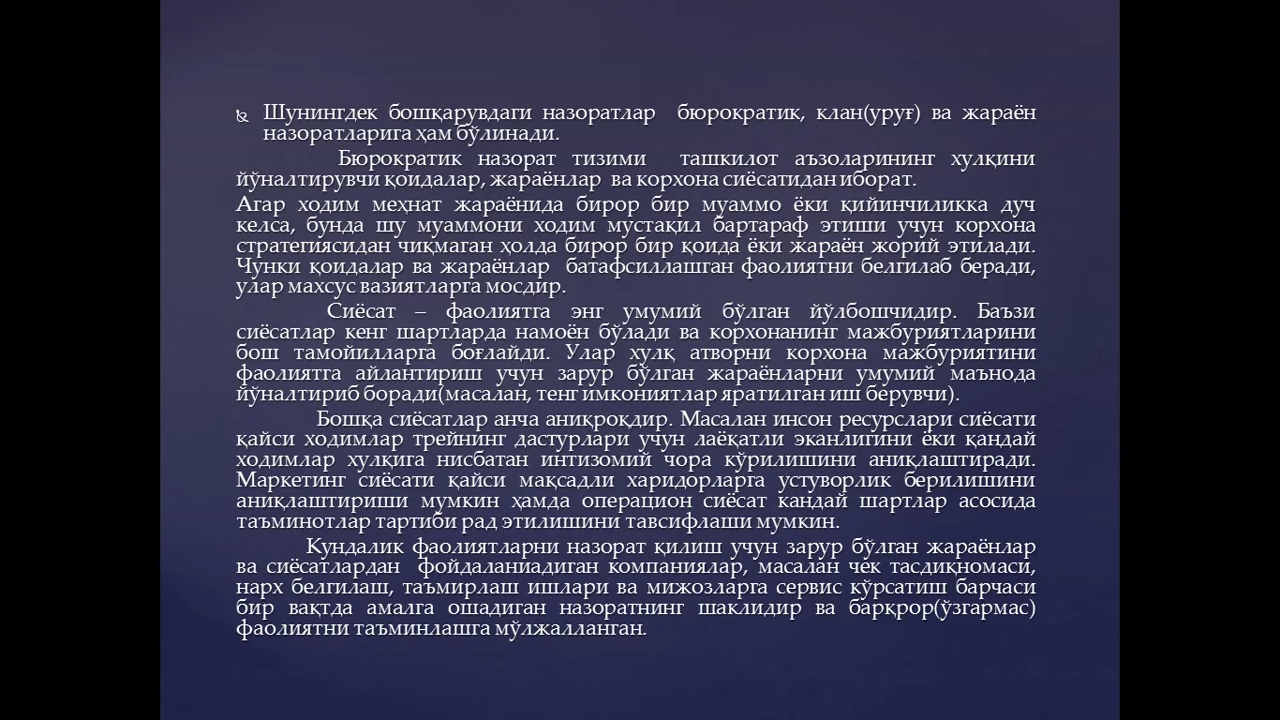 Шунингдек бошқарувдаги назоратлар бюрократик, клан(уруғ) ва жараён
назоратларига ҳам бўлинади.
Бюрократик назорат тизими ташкилот аъзоларининг хулқини
йўналтирувчи қоидалар, жараёнлар ва корхона сиёсатидан иборат.
Агар ходим меҳнат жараёнида бирор бир муаммо ёки қийинчиликка дуч
келса, бунда шу муаммони ходим мустақил бартараф этиши учун корхона
стратегиясидан чиқмаган ҳолда бирор бир қоида ёки жараён жорий этилади.
Чунки қоидалар ва жараёнлар батафсиллашган фаолиятни белгилаб беради,
улар махсус вазиятларга мосдир.
Сиёсат – фаолиятга энг умумий бўлган йўлбошчидир. Баъзи
сиёсатлар кенг шартларда намоён бўлади ва корхонанинг мажбуриятларини
бош тамойилларга боғлайди. Улар хулқ атворни корхона мажбуриятини
фаолиятга айлантириш учун зарур бўлган жараёнларни умумий маънода
йўналтириб боради(масалан, тенг имкониятлар яратилган иш берувчи).
Бошқа сиёсатлар анча аниқроқдир. Масалан инсон ресурслари сиёсати
қайси ходимлар трейнинг дастурлари учун лаёқатли эканлигини ёки қандай
ходимлар хулқига нисбатан интизомий чора кўрилишини аниқлаштиради.
Маркетинг сиёсати қайси мақсадли харидорларга устуворлик берилишини
аниқлаштириши мумкин ҳамда операцион сиёсат кандай шартлар асосида
таъминотлар тартиби рад этилишини тавсифлаши мумкин.
Кундалик фаолиятларни назорат қилиш учун зарур бўлган жараёнлар
ва сиёсатлардан фойдаланиадиган компаниялар, масалан чек тасдиқномаси,
нарх белгилаш, таъмирлаш ишлари ва мижозларга сервис кўрсатиш барчаси
бир вақтда амалга ошадиган назоратнинг шаклидир ва барқрор(ўзгармас)
фаолиятни таъминлашга мўлжалланган.